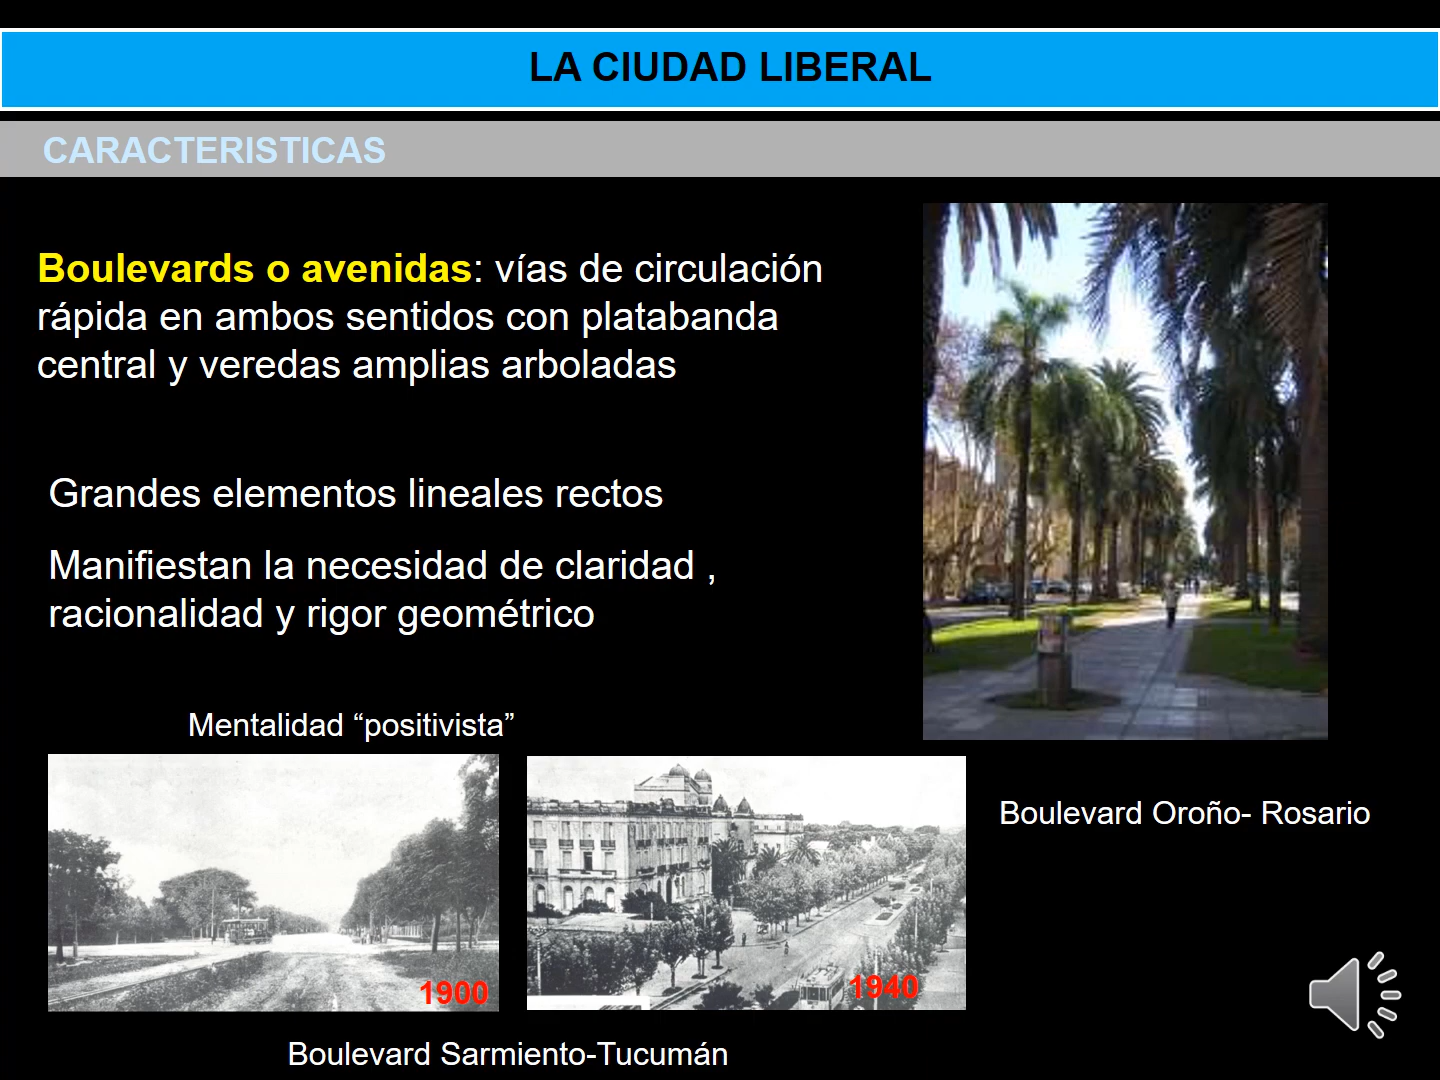 LA CIUDAD LIBERAL
CARACTERISTICAS
Boulevards o avenidas: vías de circulación
rápida en ambos sentidos con platabanda
central y veredas amplias arboladas
Grandes elementos lineales rectos
Manifiestan la necesidad de claridad ,
racionalidad y rigor geométrico
Mentalidad “positivista”
Boulevard Oroño- Rosario
1900
1940
Boulevard Sarmiento-Tucumán